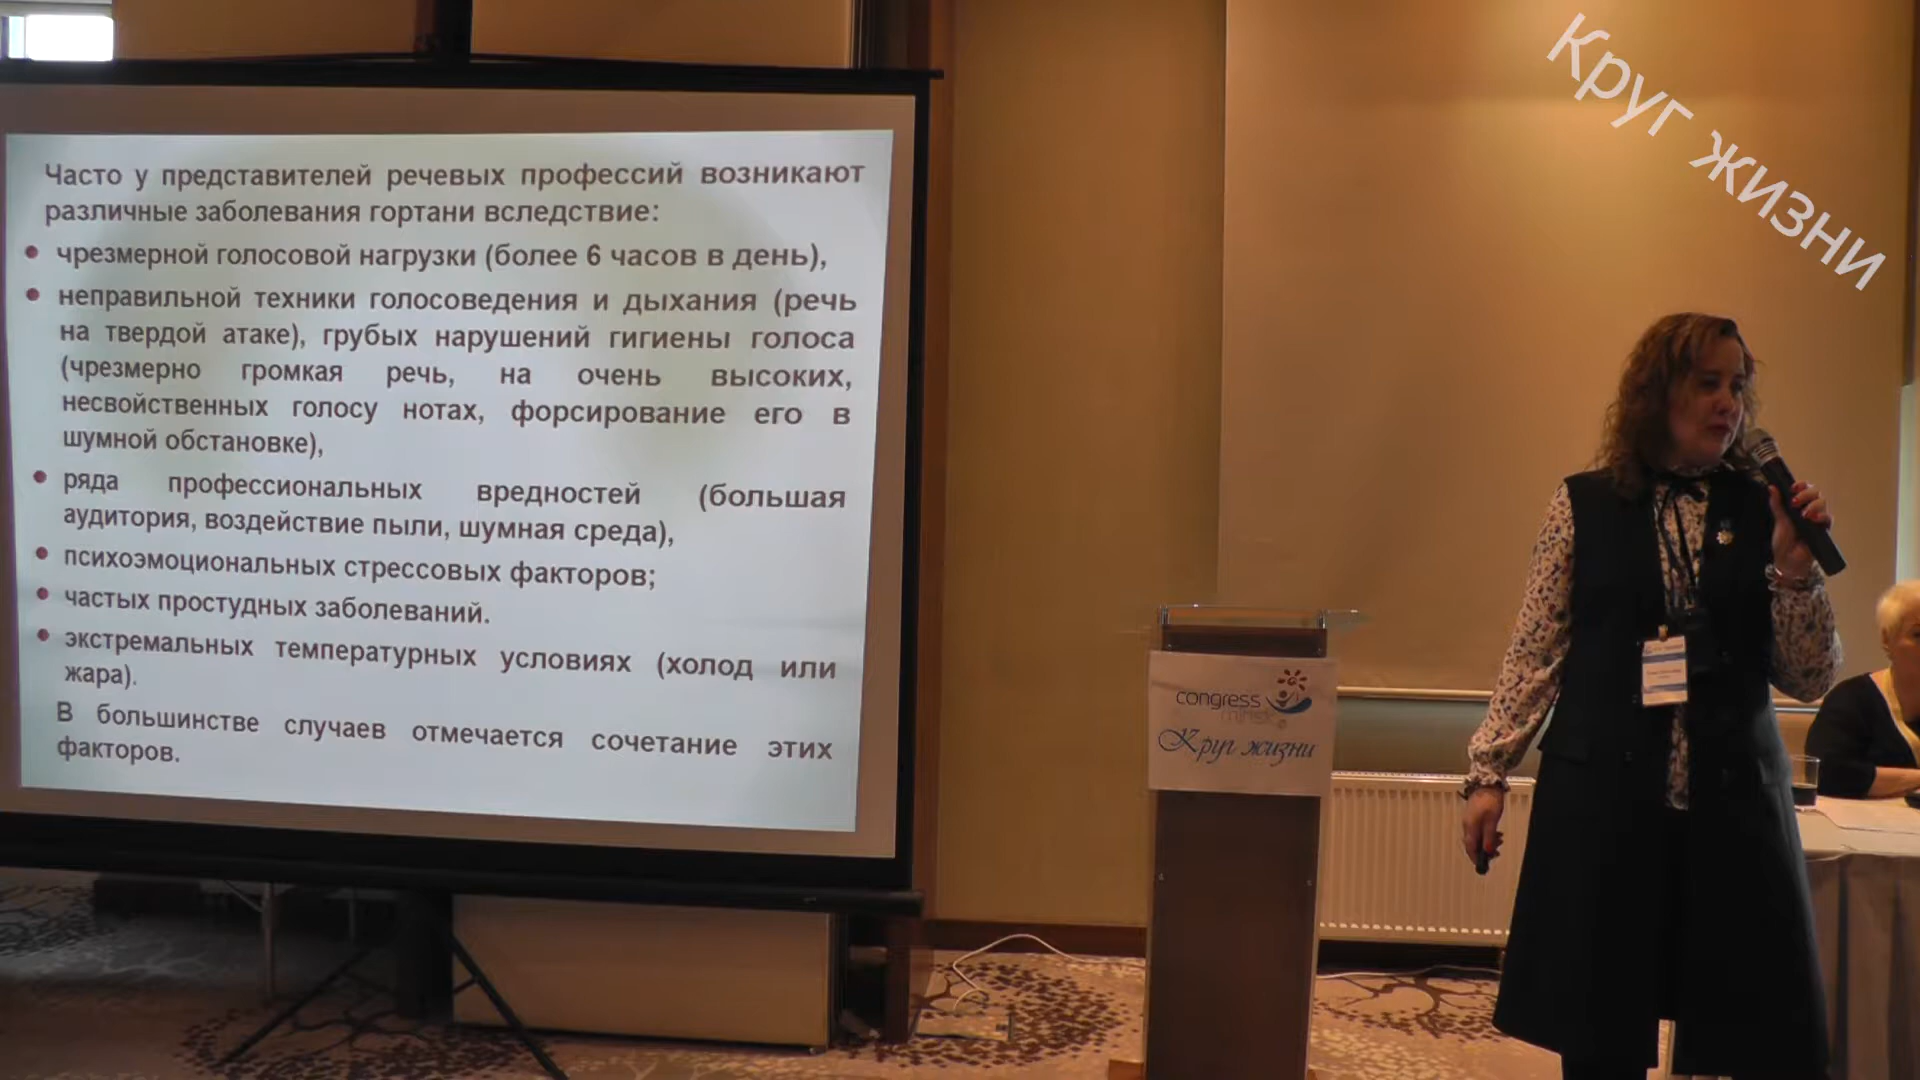 Часто у представителей речевых профессий возникают
различные заболевания гортани вследствие:
чрезмерной голосовой нагрузки (более 6 часов в день),
неправильной техники голосоведения и дыхания (речь
на твердой атаке), грубых нарушений гигиены голоса
(чрезмерно громкая речь, на очень высоких,
несвойственных голосу нотах, форсирование его в
шумной обстановке),
ряда профессиональных вредностей (большая
аудитория, воздействие пыли, шумная среда),
психоэмоциональных стрессовых факторов;
частых простудных заболеваний.
экстремальных температурных условиях (холод или
жара).
В большинстве случаев отмечается сочетание этих
факторов.
Круг жизни
congress
minsk
Круг жизни